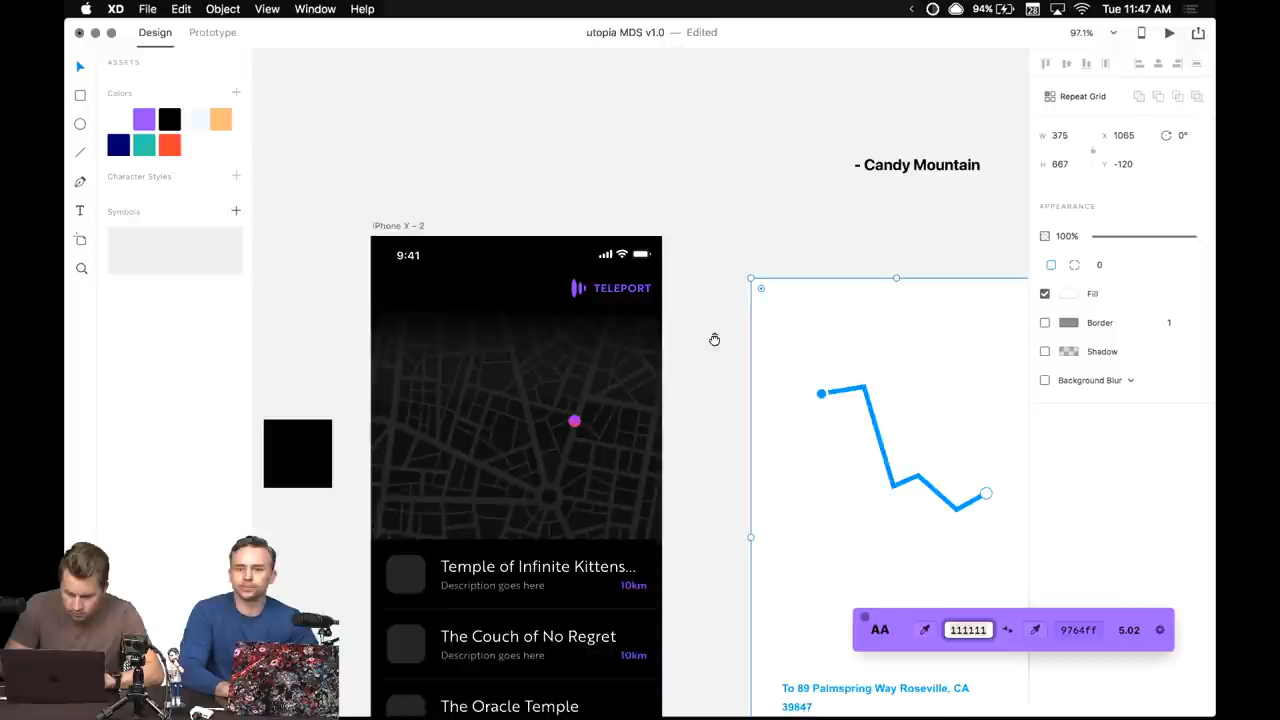 XD File Edit Object View Window Help
94% 28 Tue 11:47 AM
Design Prototype
utopia MDS v1.0 — Edited
97.1%
ASSETS
Colors
Character Styles
Symbols
- Candy Mountain
iPhone X – 2
9:41
TELEPORT
Temple of Infinite Kittens...
Description goes here 10km
The Couch of No Regret
Description goes here 10km
The Oracle Temple
To 89 Palmspring Way Roseville, CA
39847
Repeat Grid
W 375 X 1065 0°
H 667 Y -120
APPEARANCE
100%
0
Fill
Border 1
Shadow
Background Blur
AA 111111 9764ff 5.02